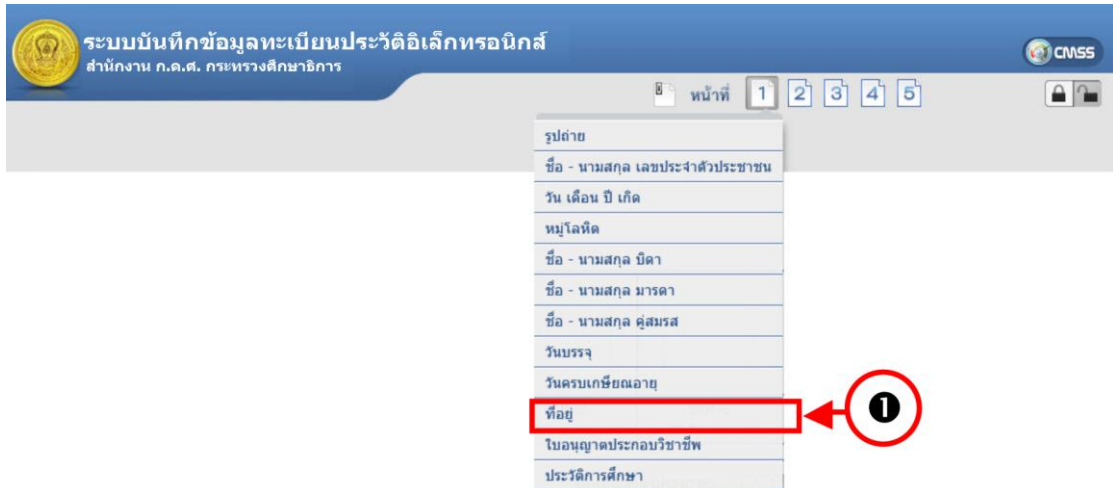 ระบบบันทึกข้อมูลทะเบียนประวัติอิเล็กทรอนิกส์
สำนักงาน ก.ค.ศ. กระทรวงศึกษาธิการ
CMSS
หน้าที่ 1 2 3 4 5
รูปถ่าย
ชื่อ - นามสกุล เลขประจำตัวประชาชน
วัน เดือน ปี เกิด
หมู่โลหิต
ชื่อ - นามสกุล บิดา
ชื่อ - นามสกุล มารดา
ชื่อ - นามสกุล คู่สมรส
วันบรรจุ
วันครบเกษียณอายุ
ที่อยู่
❶
ใบอนุญาตประกอบวิชาชีพ
ประวัติการศึกษา